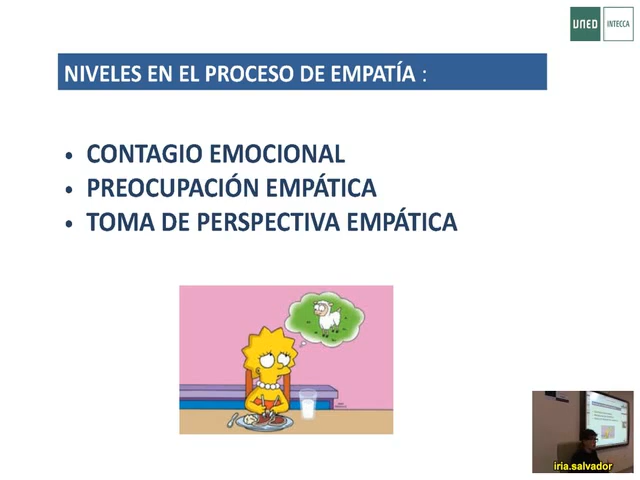 UNED
INTECCA
NIVELES EN EL PROCESO DE EMPATÍA :
• CONTAGIO EMOCIONAL
• PREOCUPACIÓN EMPÁTICA
• TOMA DE PERSPECTIVA EMPÁTICA
iria.salvador